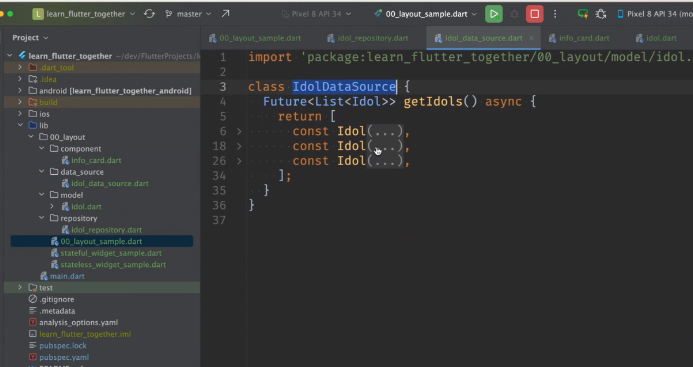 learn_flutter_together
master
Pixel 8 API 34
00_layout_sample.dart
Pixel 8 API 34 (mo
Project
00_layout_sample.dart
idol_repository.dart
idol_data_source.dart
info_card.dart
idol.dart
learn_flutter_together ~/dev/FlutterProjects/l
.dart_tool
.idea
android [learn_flutter_together_android]
build
ios
lib
00_layout
component
info_card.dart
data_source
idol_data_source.dart
model
idol.dart
repository
idol_repository.dart
00_layout_sample.dart
stateful_widget_sample.dart
stateless_widget_sample.dart
main.dart
test
.gitignore
.metadata
analysis_options.yaml
learn_flutter_together.iml
pubspec.lock
pubspec.yaml
1 import 'package:learn_flutter_together/00_layout/model/idol.
2
3 class IdolDataSource {
4 Future<List<Idol>> getIdols() async {
5 return [
6 const Idol(...),
18 const Idol(...),
26 const Idol(...),
34 ];
35 }
36 }
37